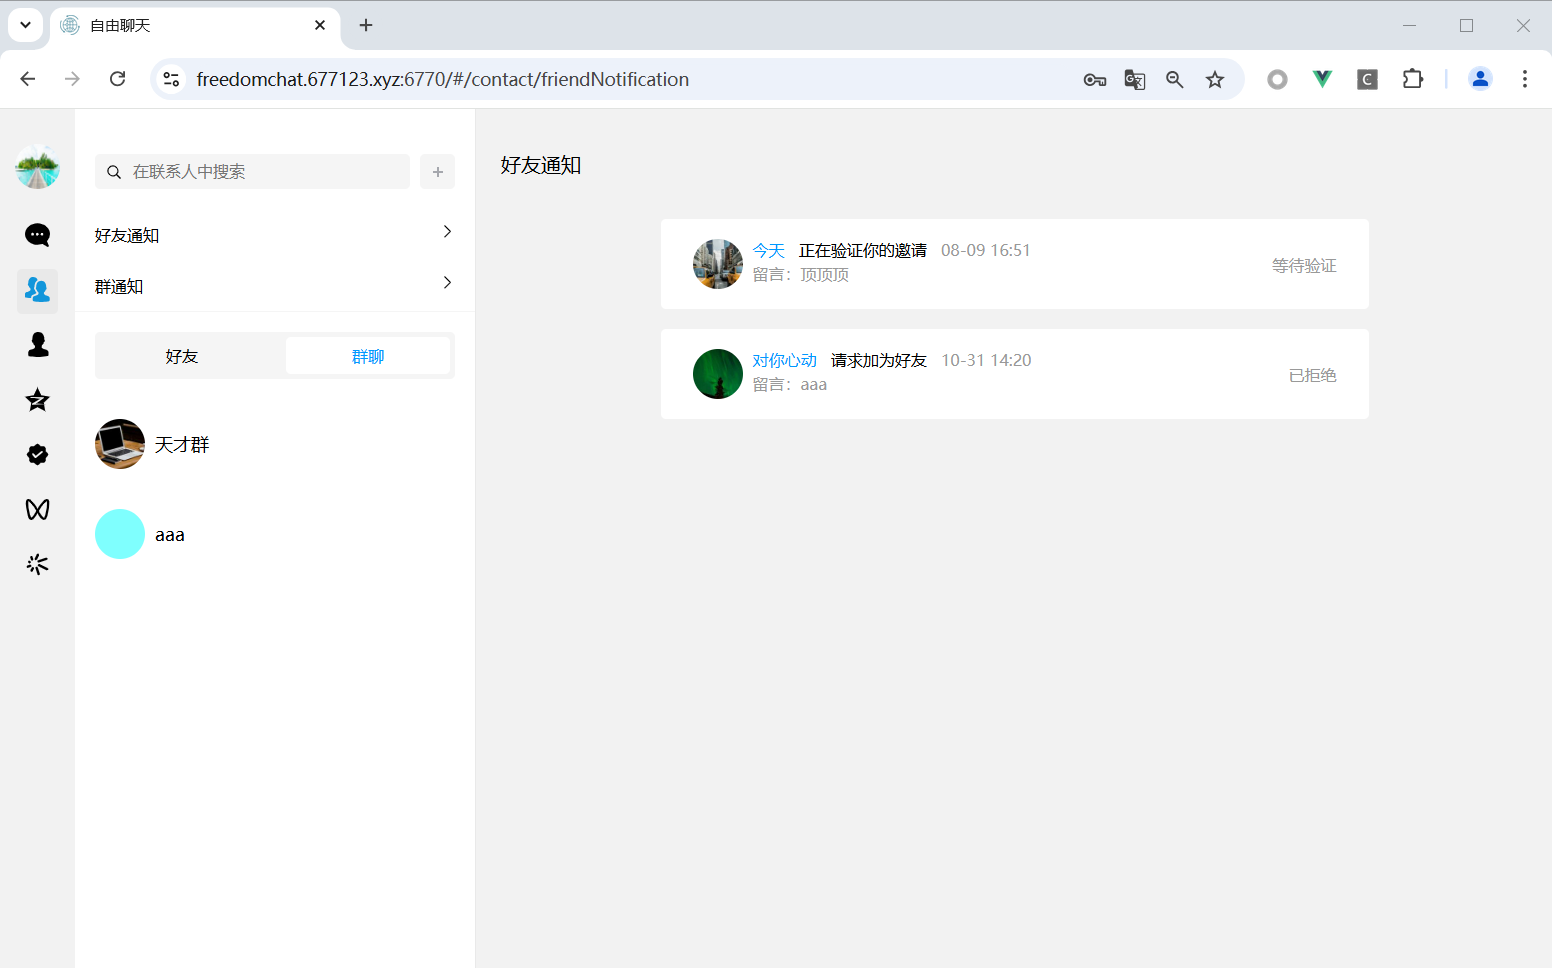 自由聊天
freedomchat.677123.xyz:6770/#/contact/friendNotification
在联系人中搜索
好友通知
群通知
好友 群聊
天才群
aaa
好友通知
今天 正在验证你的邀请 08-09 16:51
留言：顶顶顶
等待验证
对你心动 请求加为好友 10-31 14:20
留言：aaa
已拒绝